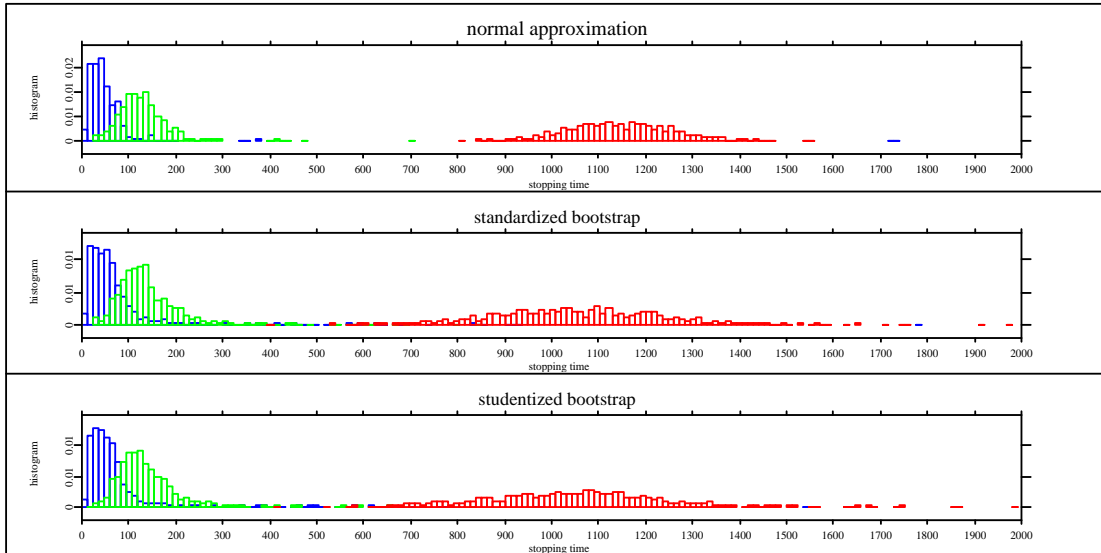 normal approximation
histogram
0.02
0.01
0.01
0
0 100 200 300 400 500 600 700 800 900 1000 1100 1200 1300 1400 1500 1600 1700 1800 1900 2000
stopping time
standardized bootstrap
histogram
0.01
0.01
0
0 100 200 300 400 500 600 700 800 900 1000 1100 1200 1300 1400 1500 1600 1700 1800 1900 2000
stopping time
studentized bootstrap
histogram
0.01
0.01
0
0 100 200 300 400 500 600 700 800 900 1000 1100 1200 1300 1400 1500 1600 1700 1800 1900 2000
stopping time